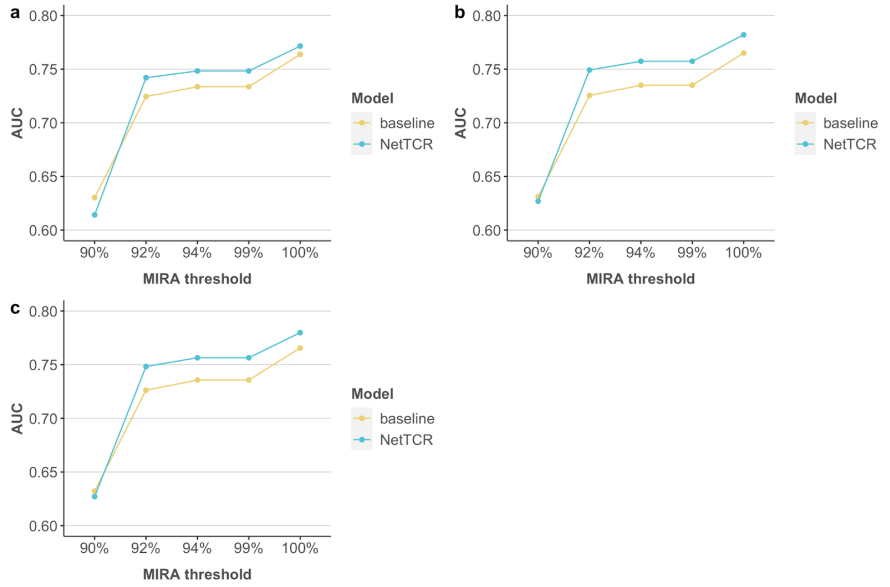 a
AUC
0.80
0.75
0.70
0.65
0.60
90% 92% 94% 99% 100%
MIRA threshold
Model
baseline
NetTCR
b
AUC
0.80
0.75
0.70
0.65
0.60
90% 92% 94% 99% 100%
MIRA threshold
Model
baseline
NetTCR
c
AUC
0.80
0.75
0.70
0.65
0.60
90% 92% 94% 99% 100%
MIRA threshold
Model
baseline
NetTCR